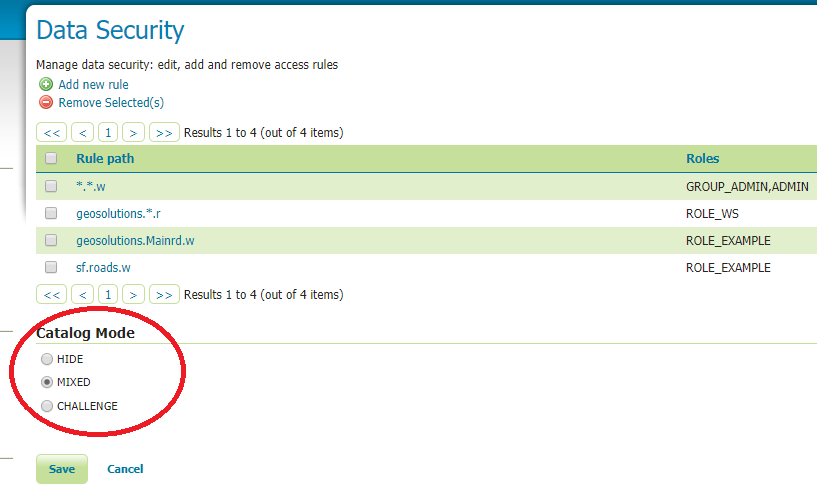 Data Security
Manage data security: edit, add and remove access rules
Add new rule
Remove Selected(s)
<< < 1 > >> Results 1 to 4 (out of 4 items)
Rule path Roles
*.*.w GROUP_ADMIN,ADMIN
geosolutions.*.r ROLE_WS
geosolutions.Mainrd.w ROLE_EXAMPLE
sf.roads.w ROLE_EXAMPLE
<< < 1 > >> Results 1 to 4 (out of 4 items)
Catalog Mode
HIDE
MIXED
CHALLENGE
Save Cancel